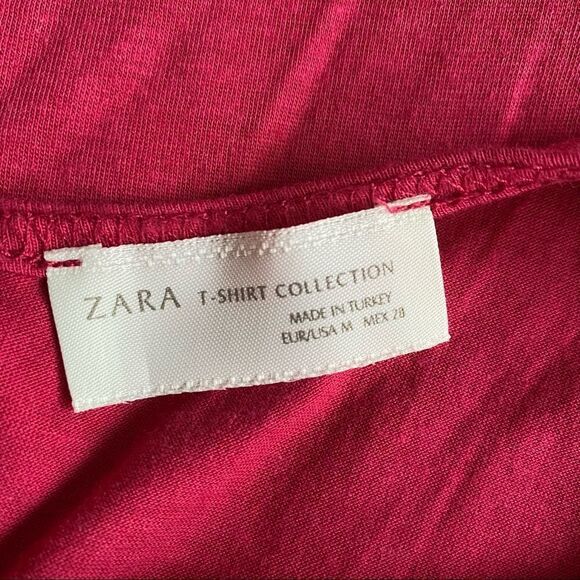 ZARA T-SHIRT COLLECTION
MADE IN TURKEY
EUR/USA M MEX 28